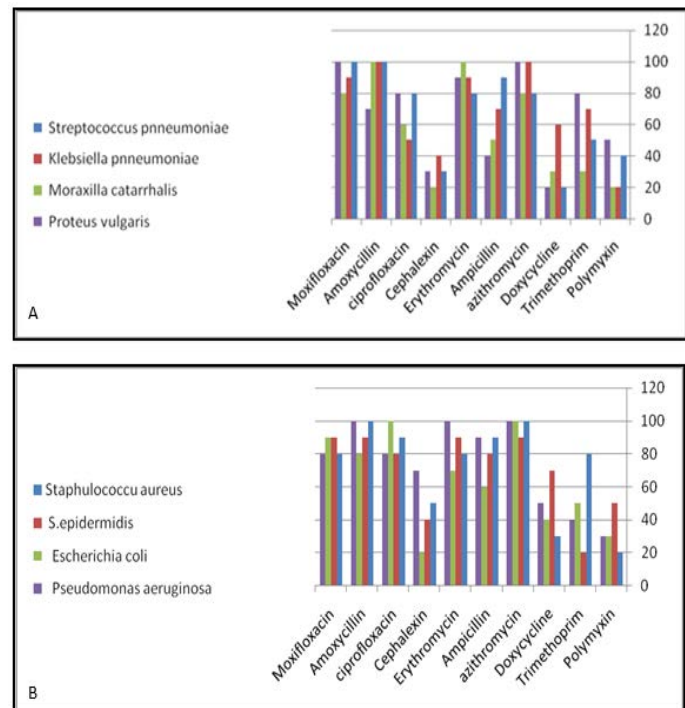 120
100
80
60
40
20
0
Streptococcus pnneumoniae
Klebsiella pnneumoniae
Moraxilla catarrhalis
Proteus vulgaris
Moxifloxacin
Amoxycillin
ciprofloxacin
Cephalexin
Erythromycin
Ampicillin
azithromycin
Doxycycline
Trimethoprim
Polymyxin
A
120
100
80
60
40
20
0
Staphulococcu aureus
S.epidermidis
Escherichia coli
Pseudomonas aeruginosa
Moxifloxacin
Amoxycillin
ciprofloxacin
Cephalexin
Erythromycin
Ampicillin
azithromycin
Doxycycline
Trimethoprim
Polymyxin
B